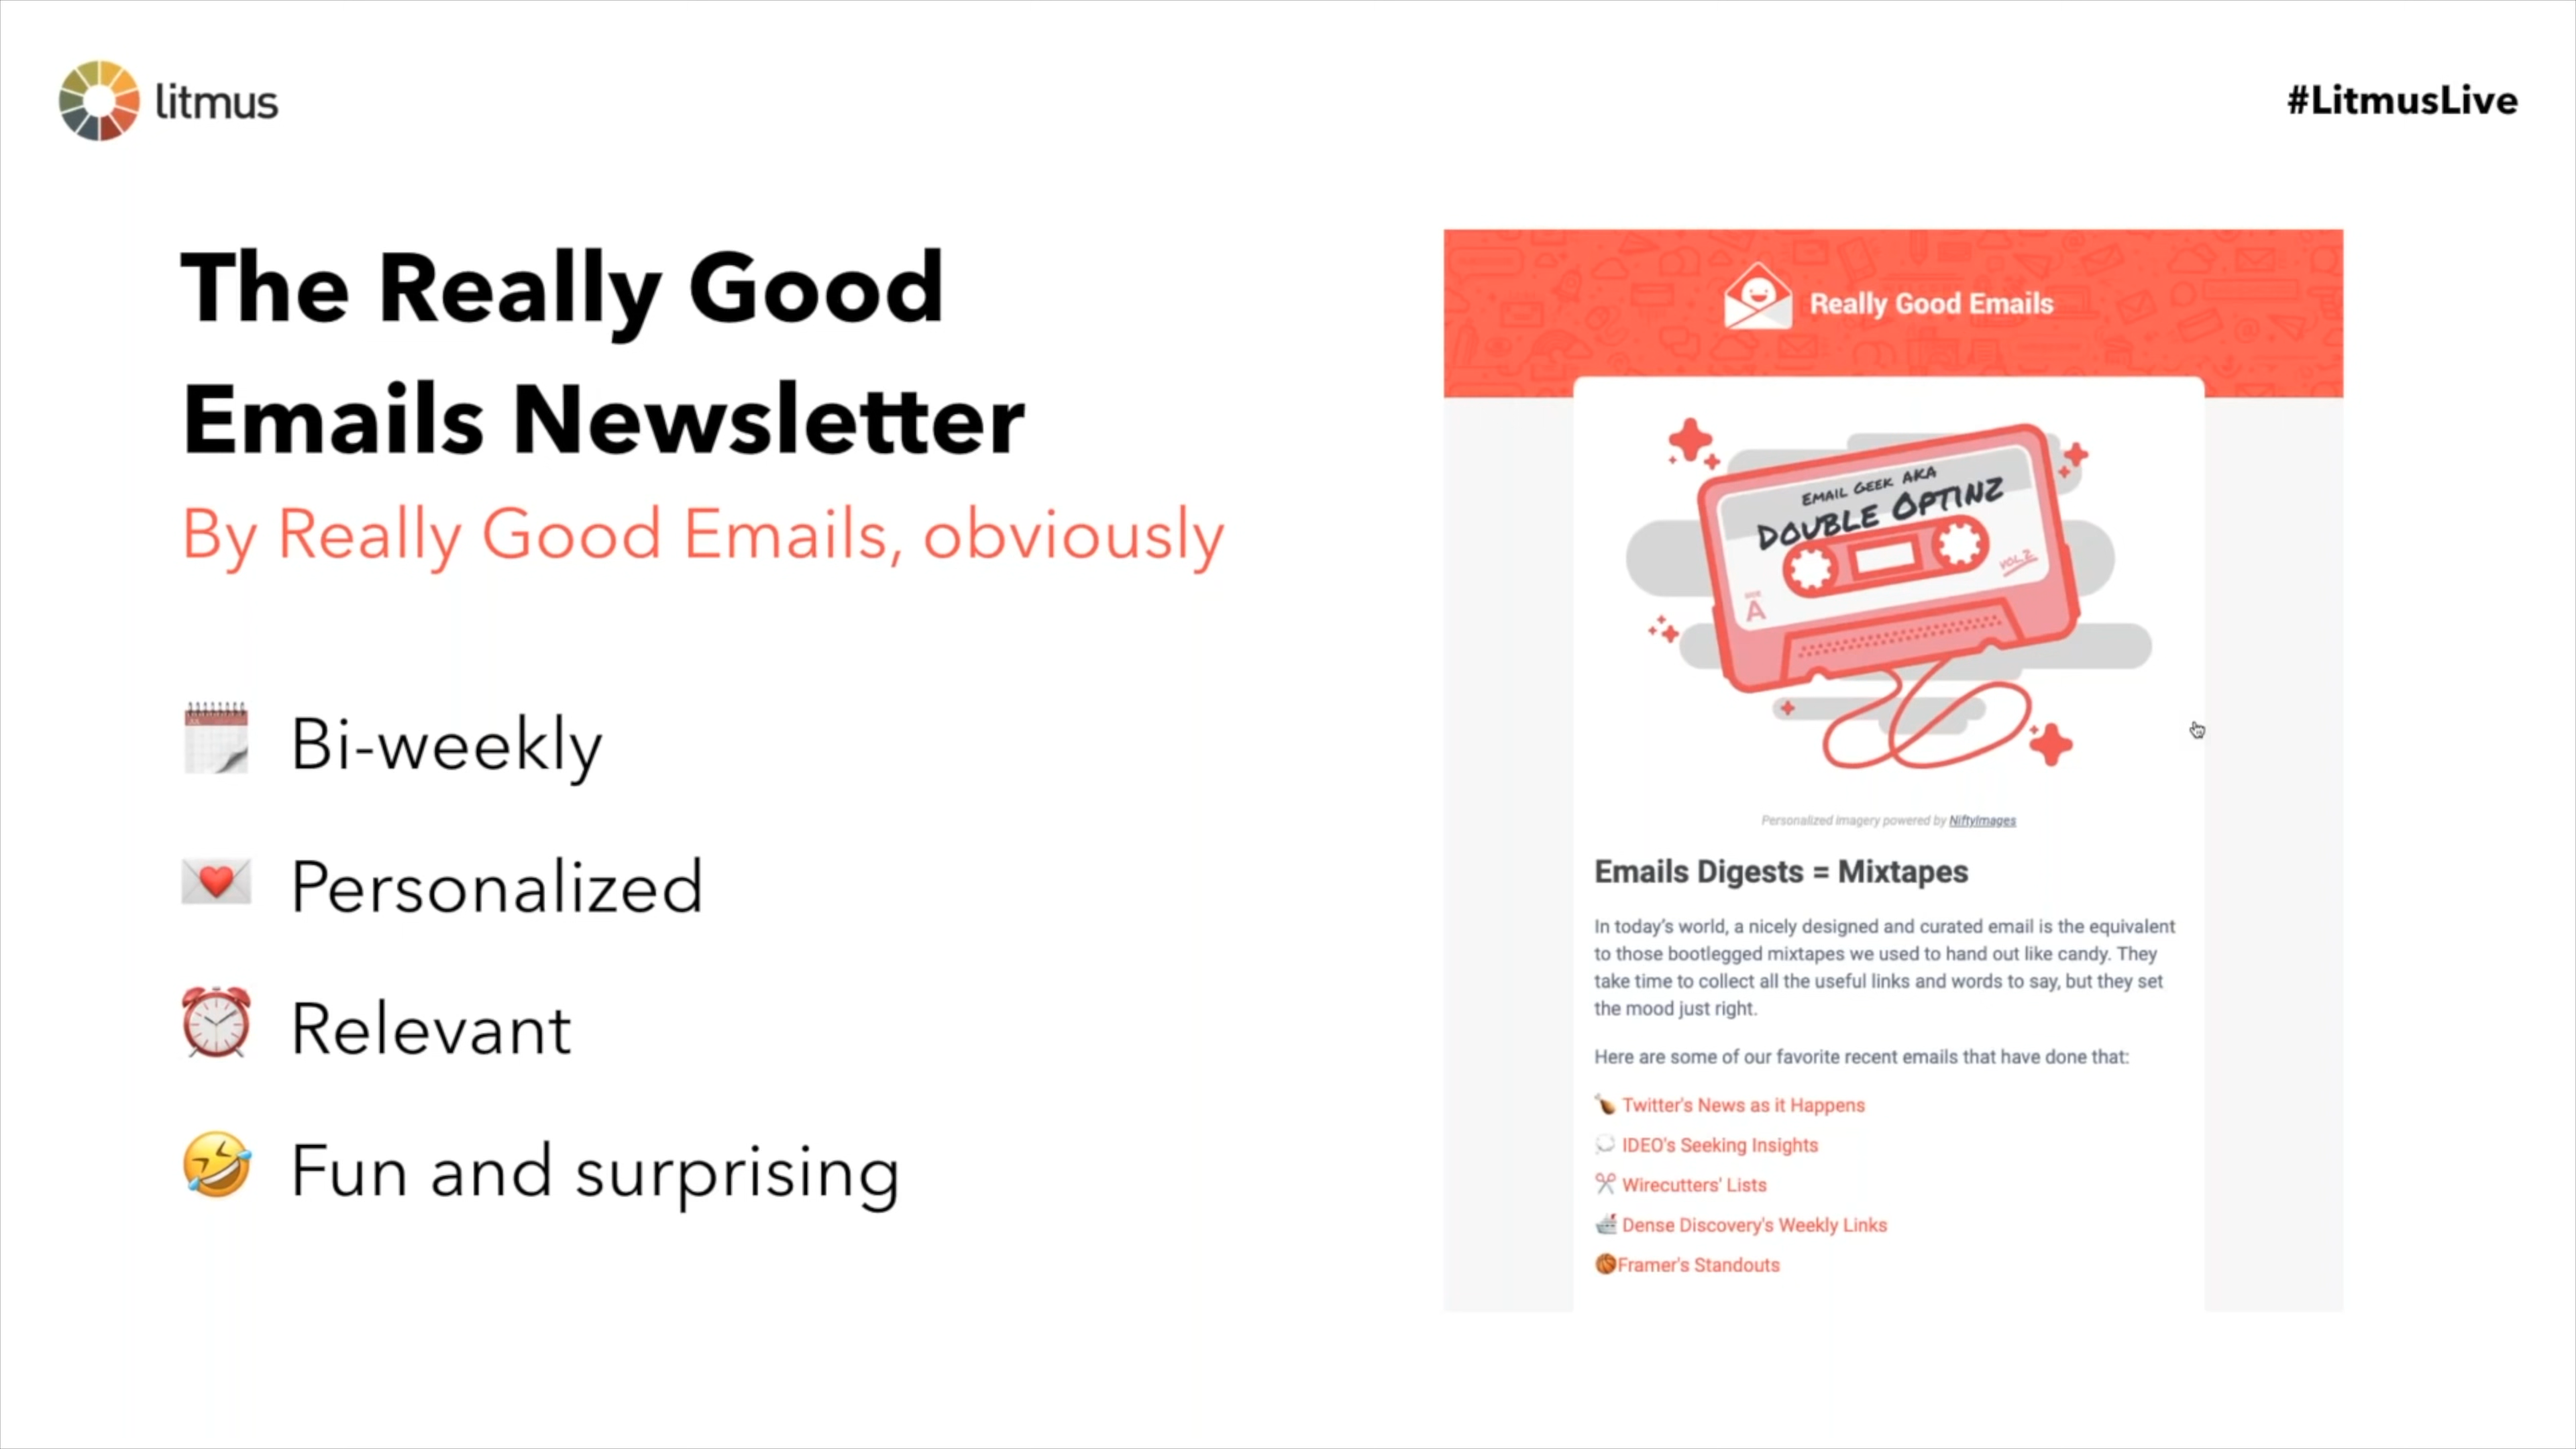 litmus
#LitmusLive
The Really Good
Emails Newsletter
By Really Good Emails, obviously
Bi-weekly
Personalized
Relevant
Fun and surprising
Really Good Emails
EMAIL GEEK AKA
DOUBLE OPTINZ
VOL.2
SIDE
A
Personalized imagery powered by NiftyImages
Emails Digests = Mixtapes
In today's world, a nicely designed and curated email is the equivalent
to those bootlegged mixtapes we used to hand out like candy. They
take time to collect all the useful links and words to say, but they set
the mood just right.
Here are some of our favorite recent emails that have done that:
Twitter's News as it Happens
IDEO's Seeking Insights
Wirecutters' Lists
Dense Discovery's Weekly Links
Framer's Standouts